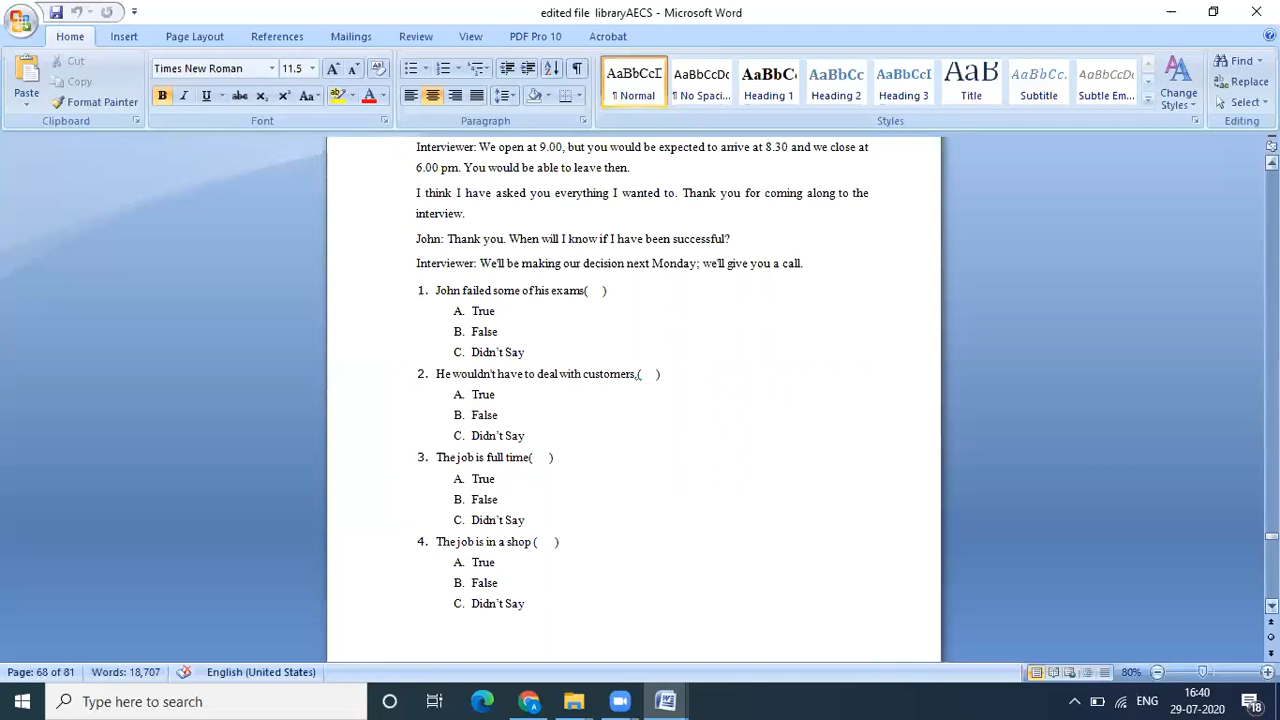 edited file  libraryAECS - Microsoft Word
Home Insert Page Layout References Mailings Review View PDF Pro 10 Acrobat
Paste Cut Copy Format Painter
Clipboard
Times New Roman 11.5
Font
Paragraph
AaBbCcI AaBbCcDc AaBbCc AaBbCc AaBbCcI AaB AaBbCc. AaBbCcDc.
¶ Normal ¶ No Spaci... Heading 1 Heading 2 Heading 3 Title Subtitle Subtle Em...
Change Styles
Styles
Find
Replace
Select
Editing
Interviewer: We open at 9.00, but you would be expected to arrive at 8.30 and we close at
6.00 pm. You would be able to leave then.
I think I have asked you everything I wanted to. Thank you for coming along to the
interview.
John: Thank you. When will I know if I have been successful?
Interviewer: We'll be making our decision next Monday; we'll give you a call.
1. John failed some of his exams(    )
A. True
B. False
C. Didn't Say
2. He wouldn't have to deal with customers,(    )
A. True
B. False
C. Didn't Say
3. The job is full time(    )
A. True
B. False
C. Didn't Say
4. The job is in a shop (    )
A. True
B. False
C. Didn't Say
Page: 68 of 81 Words: 18,707 English (United States) 80%
Type here to search
ENG
16:40
29-07-2020
18